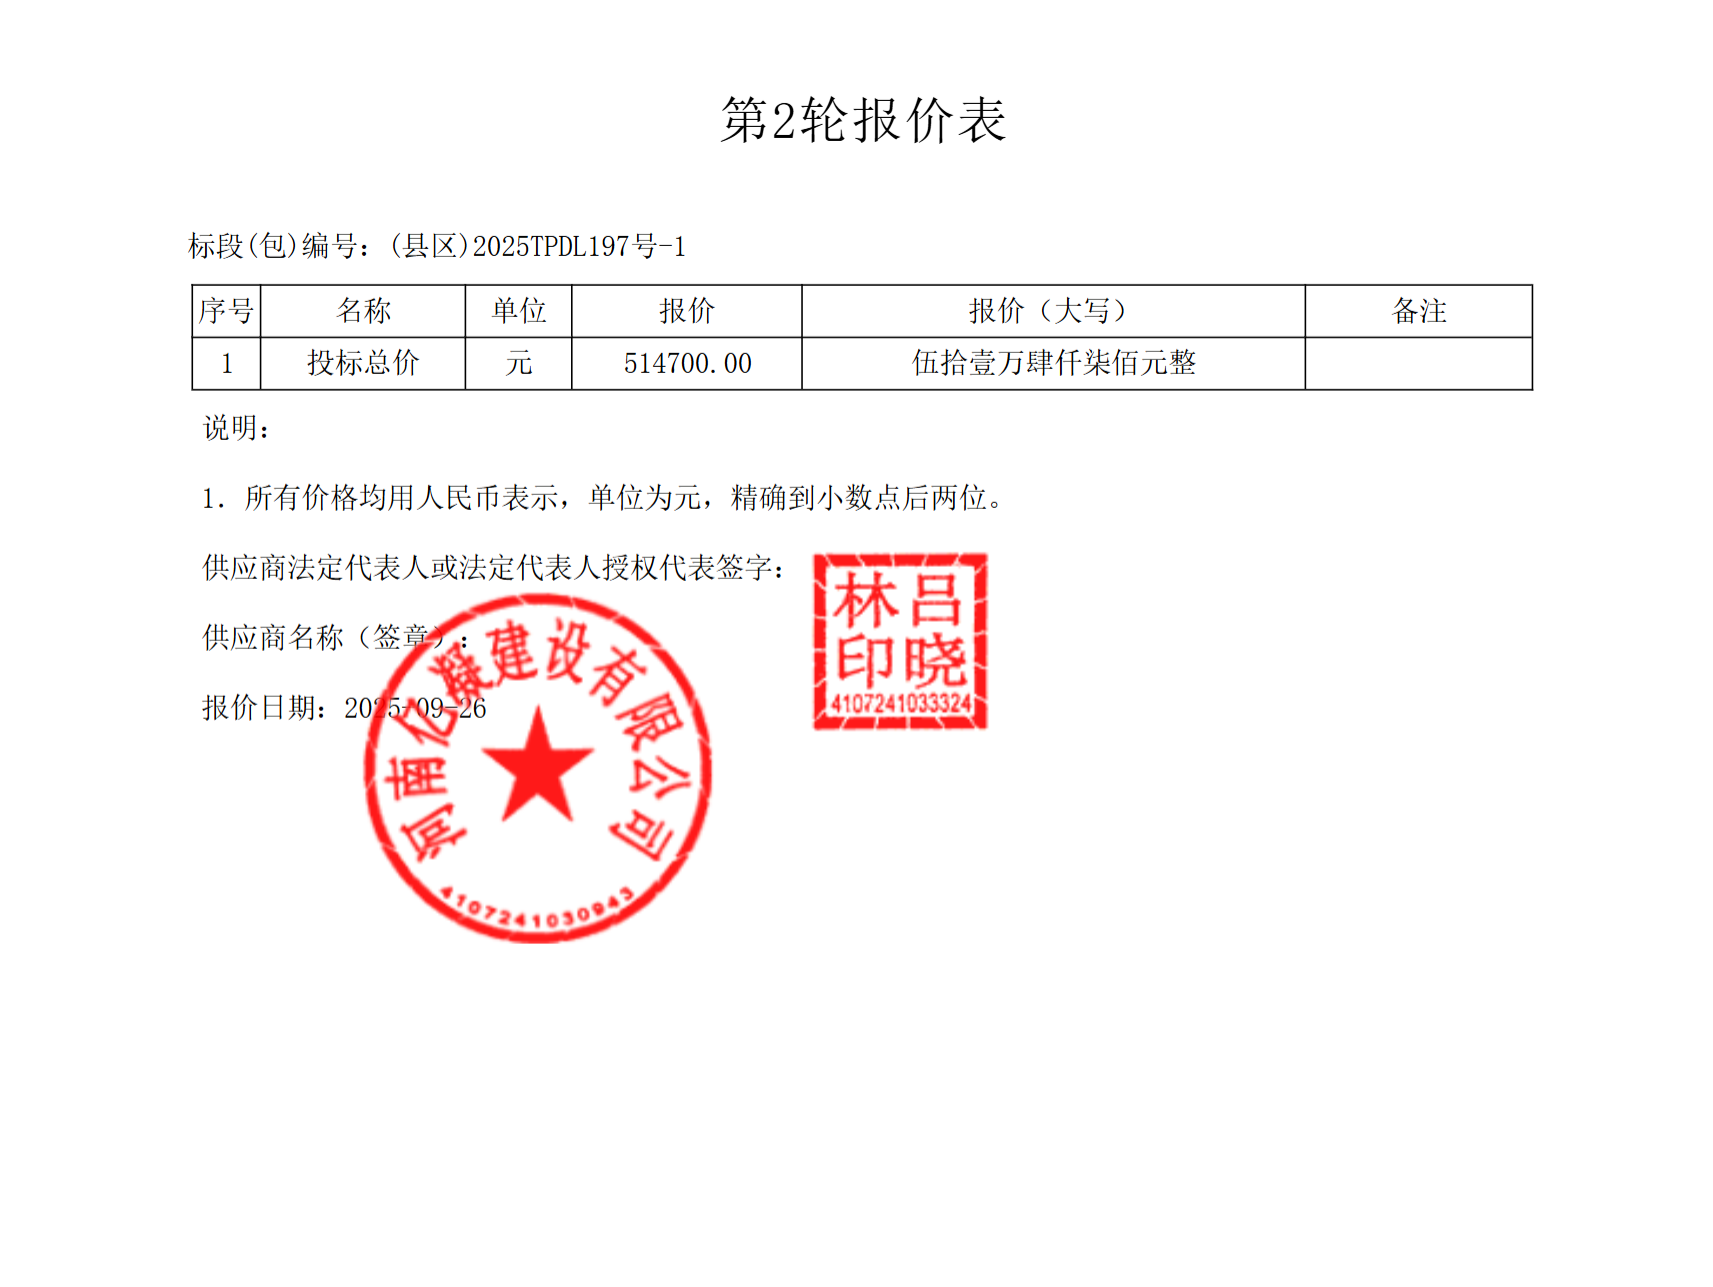 第2轮报价表
标段(包)编号：(县区)2025TPDL197号-1
序号 名称 单位 报价 报价（大写） 备注
1 投标总价 元 514700.00 伍拾壹万肆仟柒佰元整
说明：
1．所有价格均用人民币表示，单位为元，精确到小数点后两位。
供应商法定代表人或法定代表人授权代表签字：
吕晓林印
4107241033324
供应商名称（签章）：
河南亿凝建设有限公司
4107241030943
报价日期：2025-09-26